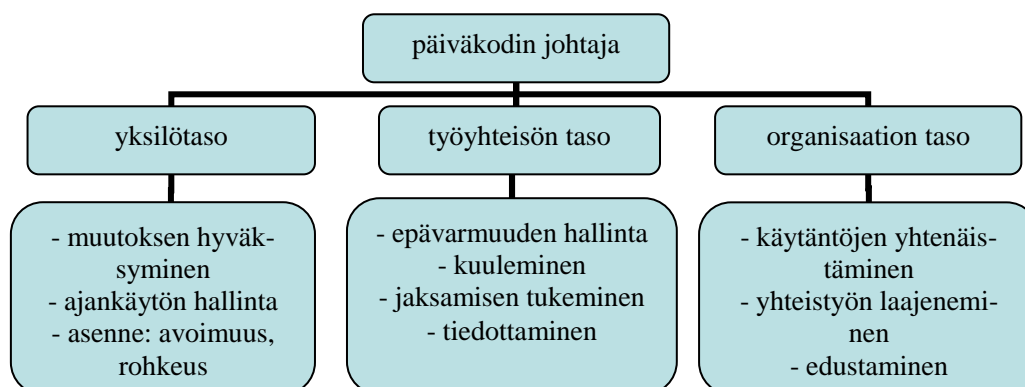 päiväkodin johtaja
yksilötaso
työyhteisön taso
organisaation taso
- muutoksen hyväk-
syminen
- ajankäytön hallinta
- asenne: avoimuus,
rohkeus
- epävarmuuden hallinta
- kuuleminen
- jaksamisen tukeminen
- tiedottaminen
- käytäntöjen yhtenäis-
täminen
- yhteistyön laajenemi-
nen
- edustaminen